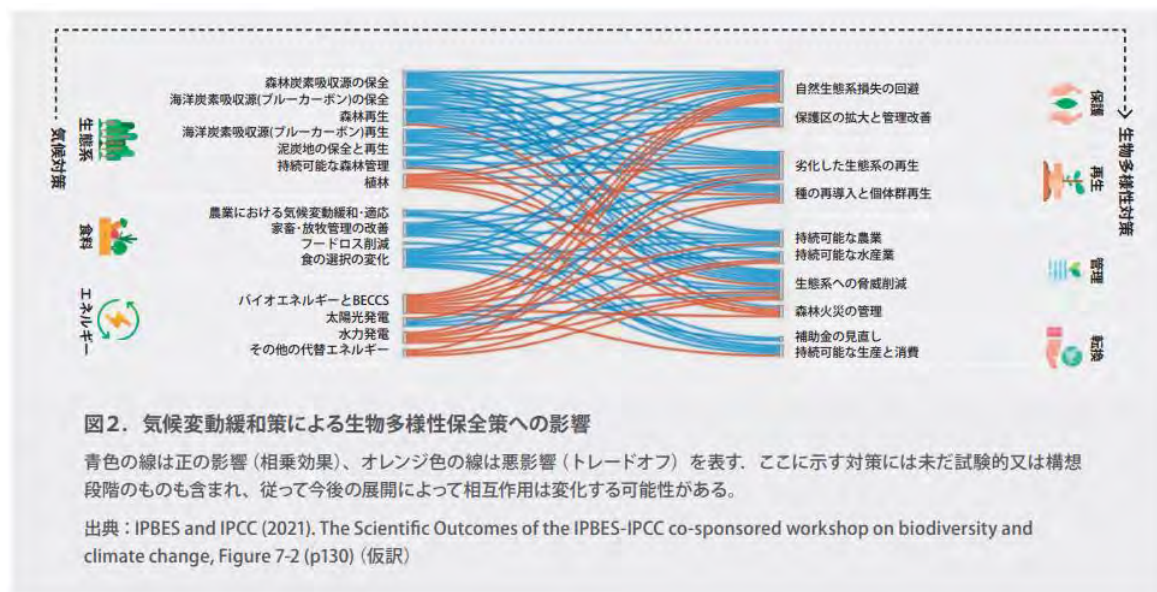 気候対策
生態系
森林炭素吸収源の保全
海洋炭素吸収源(ブルーカーボン)の保全
森林再生
海洋炭素吸収源(ブルーカーボン)再生
泥炭地の保全と再生
持続可能な森林管理
植林
食料
農業における気候変動緩和・適応
家畜・放牧管理の改善
フードロス削減
食の選択の変化
エネルギー
バイオエネルギーとBECCS
太陽光発電
水力発電
その他の代替エネルギー
自然生態系損失の回避
保護区の拡大と管理改善
保護
劣化した生態系の再生
種の再導入と個体群再生
再生
持続可能な農業
持続可能な水産業
生態系への脅威削減
森林火災の管理
管理
補助金の見直し
持続可能な生産と消費
転換
生物多様性対策
図2. 気候変動緩和策による生物多様性保全策への影響
青色の線は正の影響(相乗効果)、オレンジ色の線は悪影響(トレードオフ)を表す. ここに示す対策には未だ試験的又は構想
段階のものも含まれ、従って今後の展開によって相互作用は変化する可能性がある。
出典:IPBES and IPCC (2021). The Scientific Outcomes of the IPBES-IPCC co-sponsored workshop on biodiversity and
climate change, Figure 7-2 (p130)(仮訳)